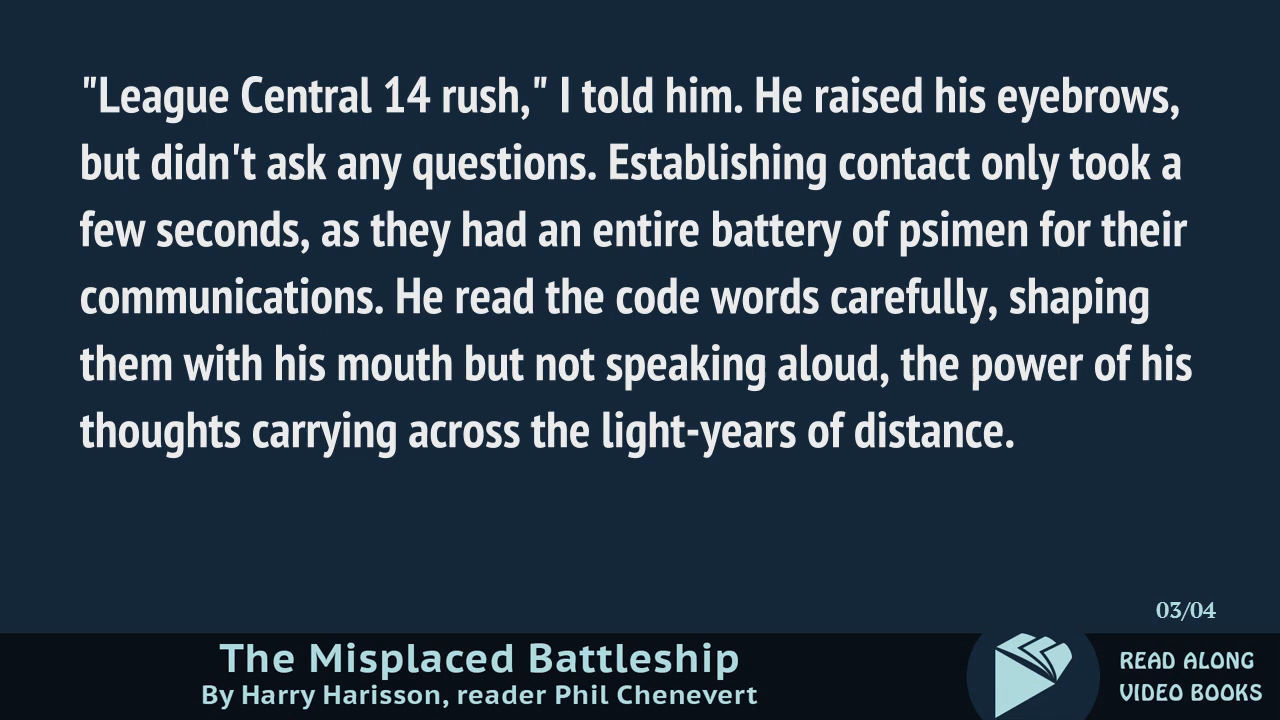 "League Central 14 rush," I told him. He raised his eyebrows,
but didn't ask any questions. Establishing contact only took a
few seconds, as they had an entire battery of psimen for their
communications. He read the code words carefully, shaping
them with his mouth but not speaking aloud, the power of his
thoughts carrying across the light-years of distance.
03/04
The Misplaced Battleship
By Harry Harisson, reader Phil Chenevert
READ ALONG
VIDEO BOOKS